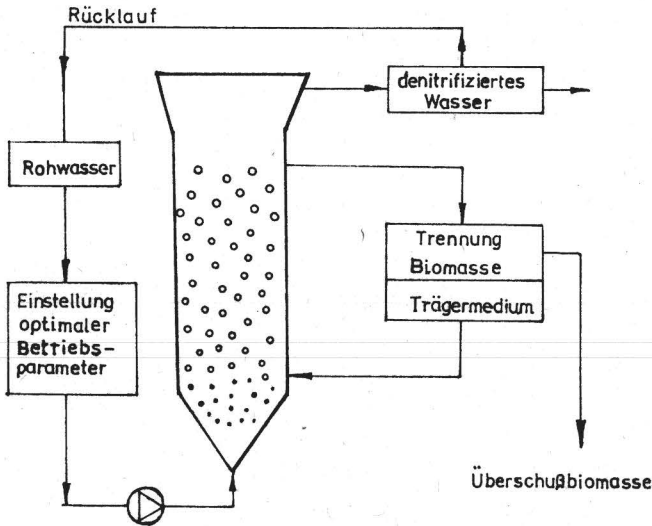 Rücklauf
denitrifiziertes
Wasser
Rohwasser
Trennung
Biomasse
Trägermedium
Einstellung
optimaler
Betriebs-
parameter
Überschußbiomasse